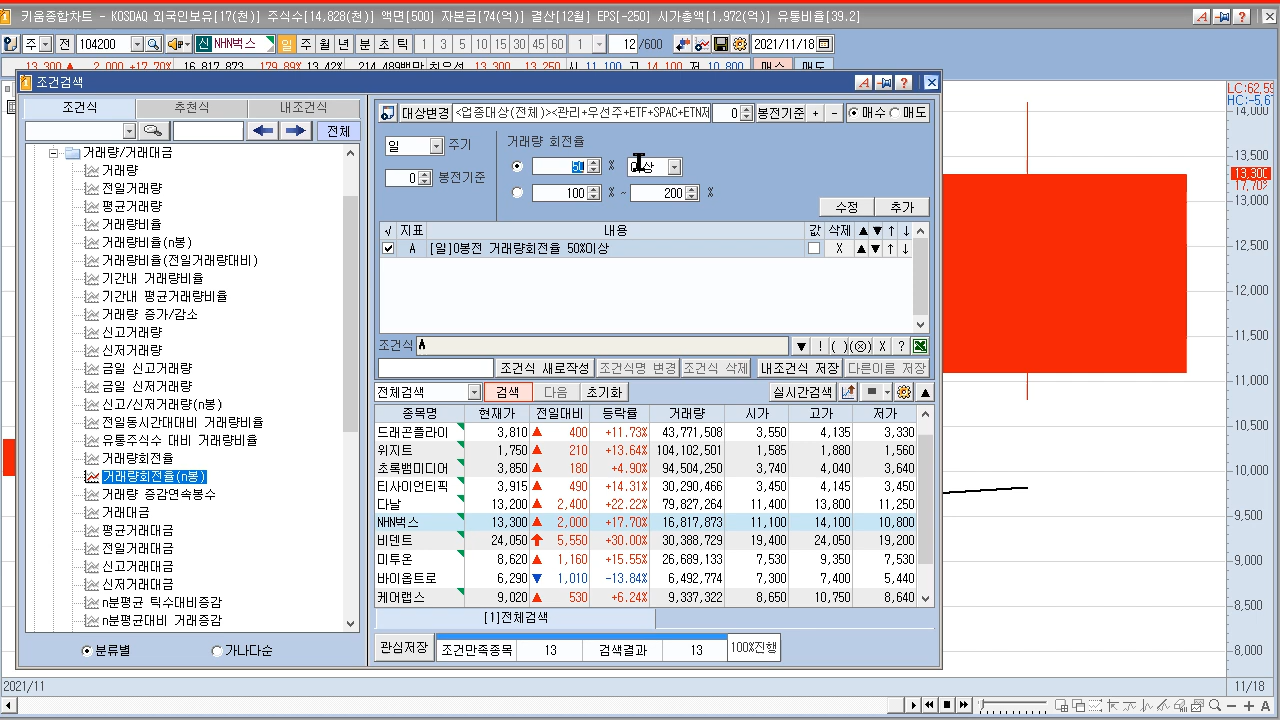 키움종합차트 - KOSDAQ 외국인보유[17(천)] 주식수[14,828(천)] 액면[500] 자본금[74(억)] 결산[12월] EPS[-250] 시가총액[1,972(억)] 유통비율[39.2]
주 전 104200 신 NHN벅스 일 주 월 년 분 초 틱 1 3 5 10 15 30 45 60 1 12 /600 2021/11/18
13,300 2,000 +17.70% 16,817,873 179.89% 13.42% 214,489백만 최우선 13,300 13,250 시 11,100 고 14,100 저 10,800 매수 매도
조건검색
조건식 추천식 내조건식
전체
거래량/거래대금
거래량
전일거래량
평균거래량
거래량비율
거래량비율(n봉)
거래량비율(전일거래량대비)
기간내 거래량비율
기간내 평균거래량비율
거래량 증가/감소
신고거래량
신저거래량
금일 신고거래량
금일 신저거래량
신고/신저거래량(n봉)
전일동시간대대비 거래량비율
유통주식수 대비 거래량비율
거래량회전율
거래량회전율(n봉)
거래량 증감연속봉수
거래대금
평균거래대금
전일거래대금
신고거래대금
신저거래대금
n분평균 틱수대비증감
n분평균대비 거래증감
분류별 가나다순
대상변경 <업종대상(전체)><관리+우선주+ETF+SPAC+ETN제 0 봉전기준 + - 매수 매도
일 주기 거래량 회전율
50 %
0 봉전기준
100 % ~ 200 %
수정 추가
√ 지표 내용 값 삭제 ▲ ▼ ↑ ↓
A [일]0봉전 거래량회전율 50%이상 X ▲ ▼ ↑ ↓
조건식 A ▼ ! ( ) (ⓧ) X ?
조건식 새로작성 조건식명 변경 조건식 삭제 내조건식 저장 다른이름 저장
전체검색 검색 다음 초기화 실시간검색
종목명 현재가 전일대비 등락률 거래량 시가 고가 저가
드래곤플라이 3,810 ▲ 400 +11.73% 43,771,508 3,550 4,135 3,330
위지트 1,750 ▲ 210 +13.64% 104,102,501 1,585 1,880 1,560
초록뱀미디어 3,850 ▲ 180 +4.90% 94,504,250 3,740 4,045 3,365
티사이언티픽 3,915 ▲ 490 +14.31% 30,290,466 3,450 4,145 3,450
다날 13,200 ▲ 2,400 +22.22% 79,827,264 11,400 13,800 11,250
NHN벅스 13,300 ▲ 2,000 +17.70% 16,817,873 11,100 14,100 10,800
비덴트 24,050 ↑ 5,550 +30.00% 30,388,729 19,400 24,050 19,200
미투온 8,620 ▲ 1,160 +15.55% 26,689,133 7,530 9,350 7,530
바이옵트로 6,290 ▼ 1,010 -13.84% 6,492,774 7,300 7,400 5,440
케어랩스 9,020 ▲ 530 +6.24% 9,337,322 8,650 10,750 8,640
[1]전체검색
관심저장 조건만족종목 13 검색결과 13 100%진행
14,000
13,500
13,300
17.70%
13,000
12,500
12,000
11,500
11,000
10,000
9,500
9,000
8,500
8,000
2021/11 11/18